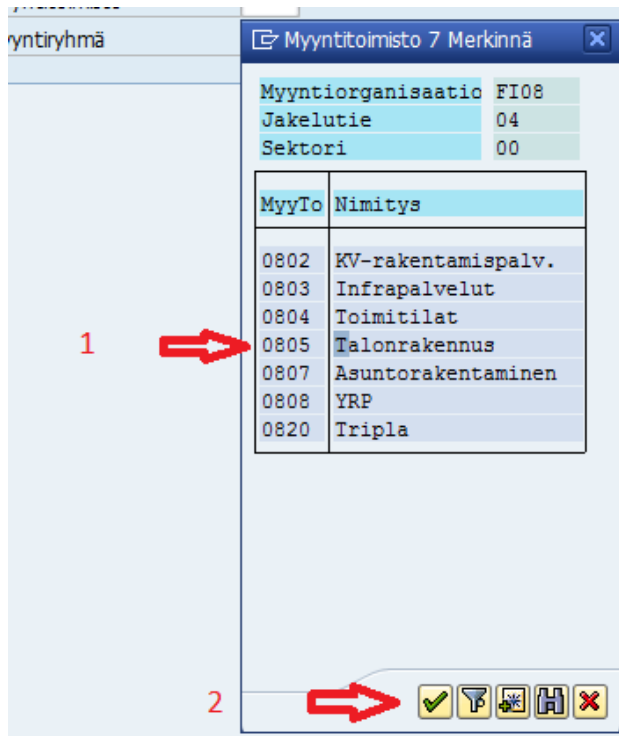 yyntiryhmä
Myyntitoimisto 7 Merkinnä
Myyntiorganisaatio FI08
Jakelutie 04
Sektori 00
MyyTo Nimitys
0802 KV-rakentamispalv.
0803 Infrapalvelut
0804 Toimitilat
1
0805 Talonrakennus
0807 Asuntorakentaminen
0808 YRP
0820 Tripla
2